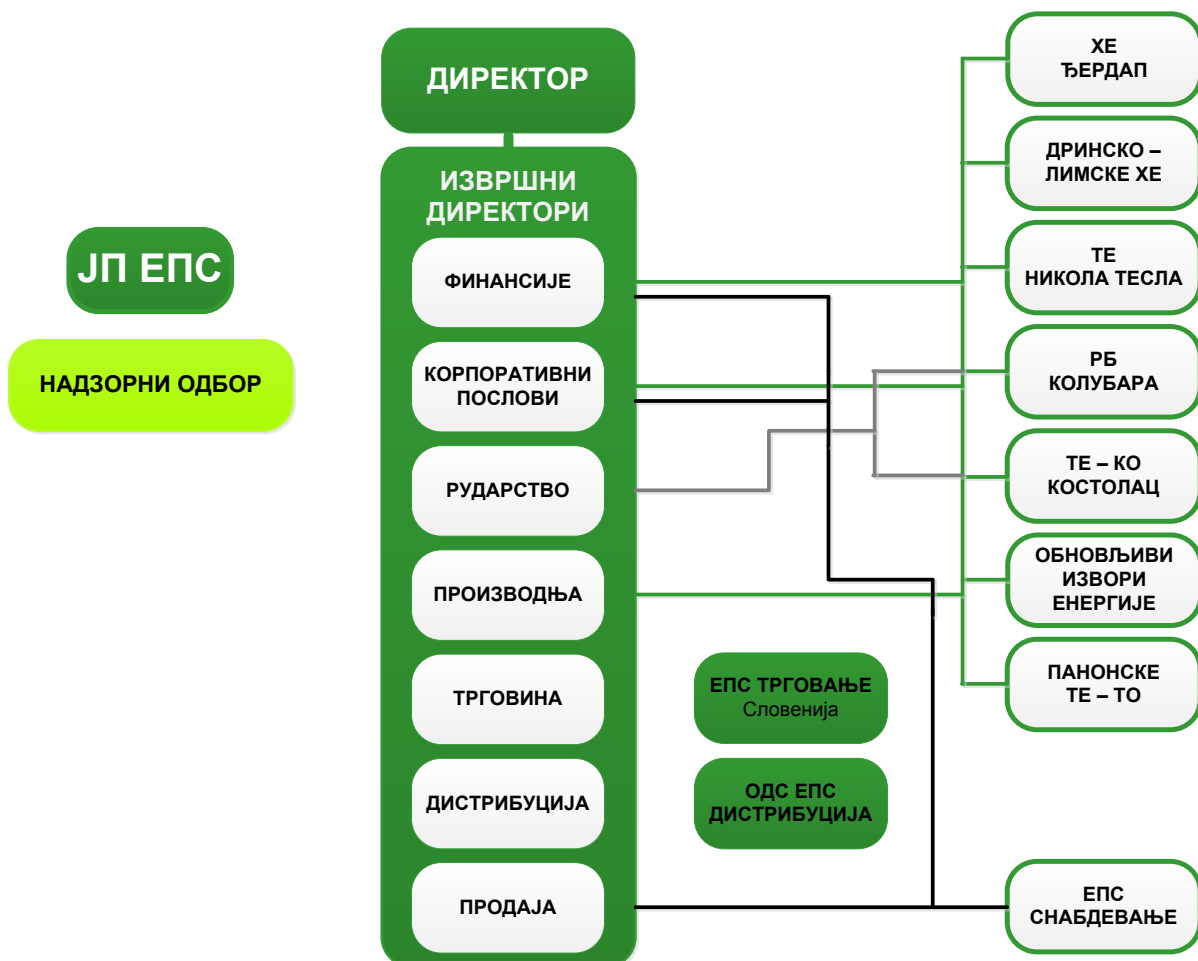 ЈП ЕПС
НАДЗОРНИ ОДБОР
ДИРЕКТОР
ИЗВРШНИ
ДИРЕКТОРИ
ФИНАНСИЈЕ
КОРПОРАТИВНИ
ПОСЛОВИ
РУДАРСТВО
ПРОИЗВОДЊА
ТРГОВИНА
ДИСТРИБУЦИЈА
ПРОДАЈА
ЕПС ТРГОВАЊЕ
Словенија
ОДС ЕПС
ДИСТРИБУЦИЈА
ХЕ
ЂЕРДАП
ДРИНСКО –
ЛИМСКЕ ХЕ
ТЕ
НИКОЛА ТЕСЛА
РБ
КОЛУБАРА
ТЕ – КО
КОСТОЛАЦ
ОБНОВЉИВИ
ИЗВОРИ
ЕНЕРГИЈЕ
ПАНОНСКЕ
ТЕ – ТО
ЕПС
СНАБДЕВАЊЕ